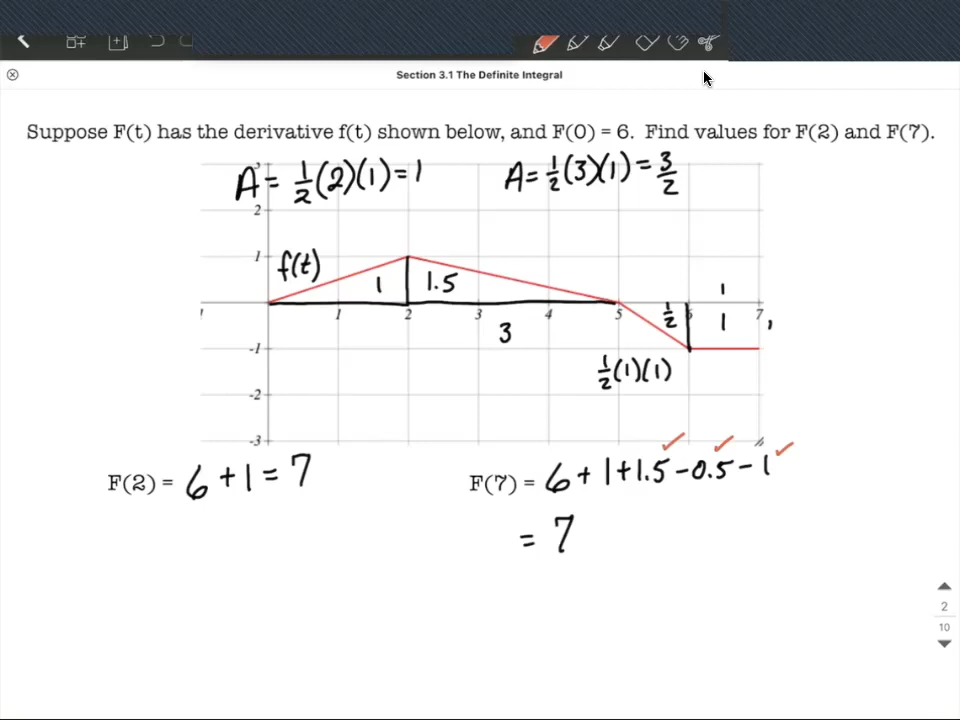 Section 3.1 The Definite Integral
Suppose F(t) has the derivative f(t) shown below, and F(0) = 6. Find values for F(2) and F(7).
A = 1/2 (2)(1) = 1
A = 1/2 (3)(1) = 3/2
3
2
1
f(t)
1
1.5
1/2
1
1
1 2 3 4 5 6 7
3
-1
1/2 (1)(1)
-2
-3
F(2) = 6 + 1 = 7
F(7) = 6 + 1 + 1.5 - 0.5 - 1
= 7
2
10